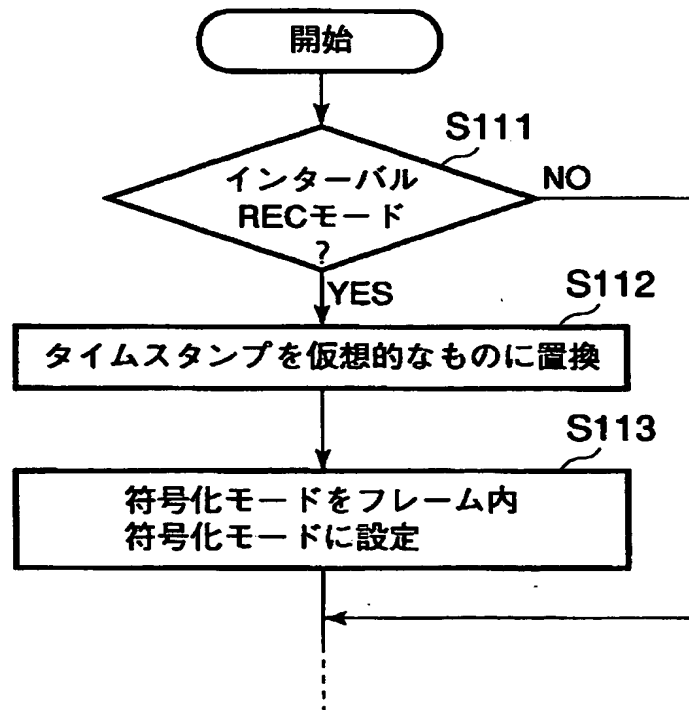 開始
S111
インターバル
RECモード
?
NO
YES
S112
タイムスタンプを仮想的なものに置換
S113
符号化モードをフレーム内
符号化モードに設定